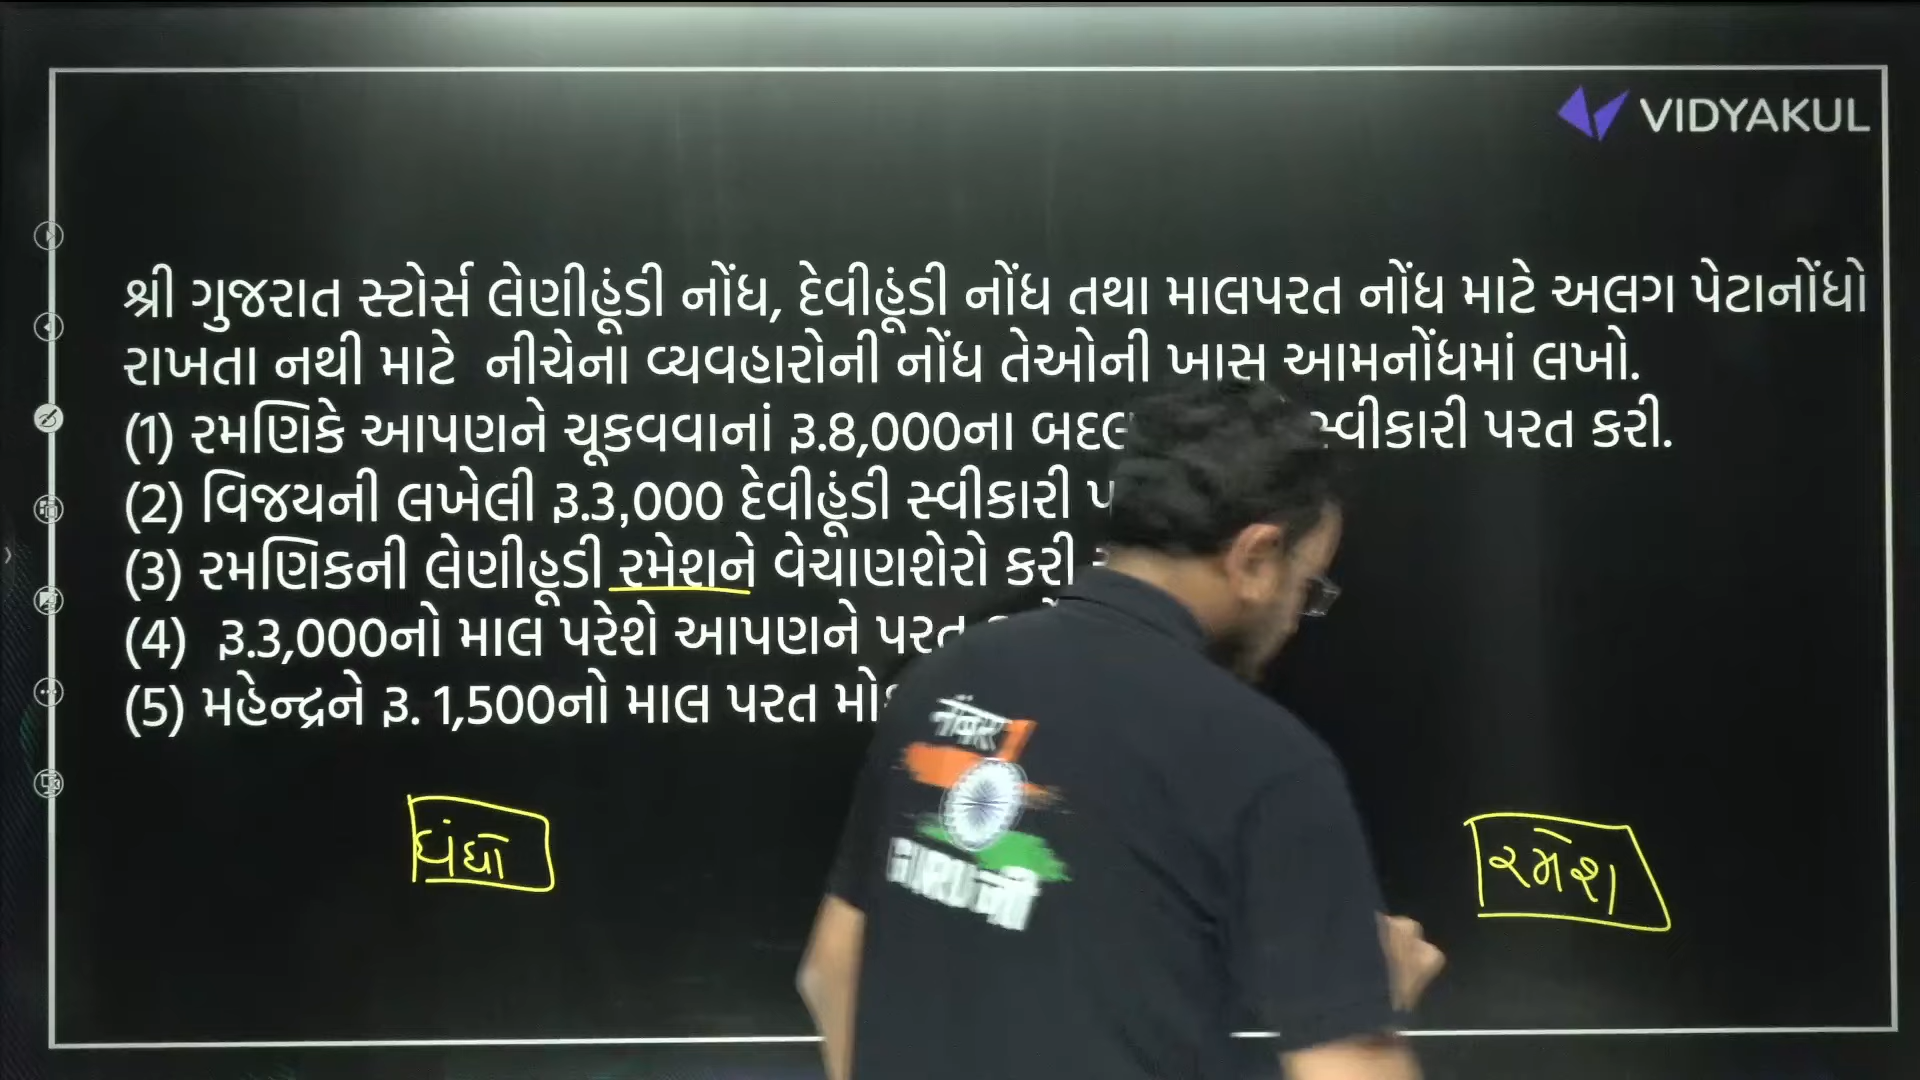 VIDYAKUL
શ્રી ગુજરાત સ્ટોર્સ લેણીહૂંડી નોંધ, દેવીહૂંડી નોંધ તથા માલપરત નોંધ માટે અલગ પેટાનોંધો
રાખતા નથી માટે નીચેના વ્યવહારોની નોંધ તેઓની ખાસ આમનોંધમાં લખો.
(1) રમણિકે આપણને ચૂકવવાનાં રૂ.8,000ના પરત કરી.
(2) વિજયની લખેલી રૂ.3,000 દેવીહૂંડી સ્વીકારી
(3) રમણિકની લેણીહૂડી રમેશને વેચાણશેરો કરી
(4) રૂ.3,000નો માલ પરેશે આપણને પરત
(5) મહેન્દ્રને રૂ. 1,500નો માલ પરત
ધંધો
રમેશ